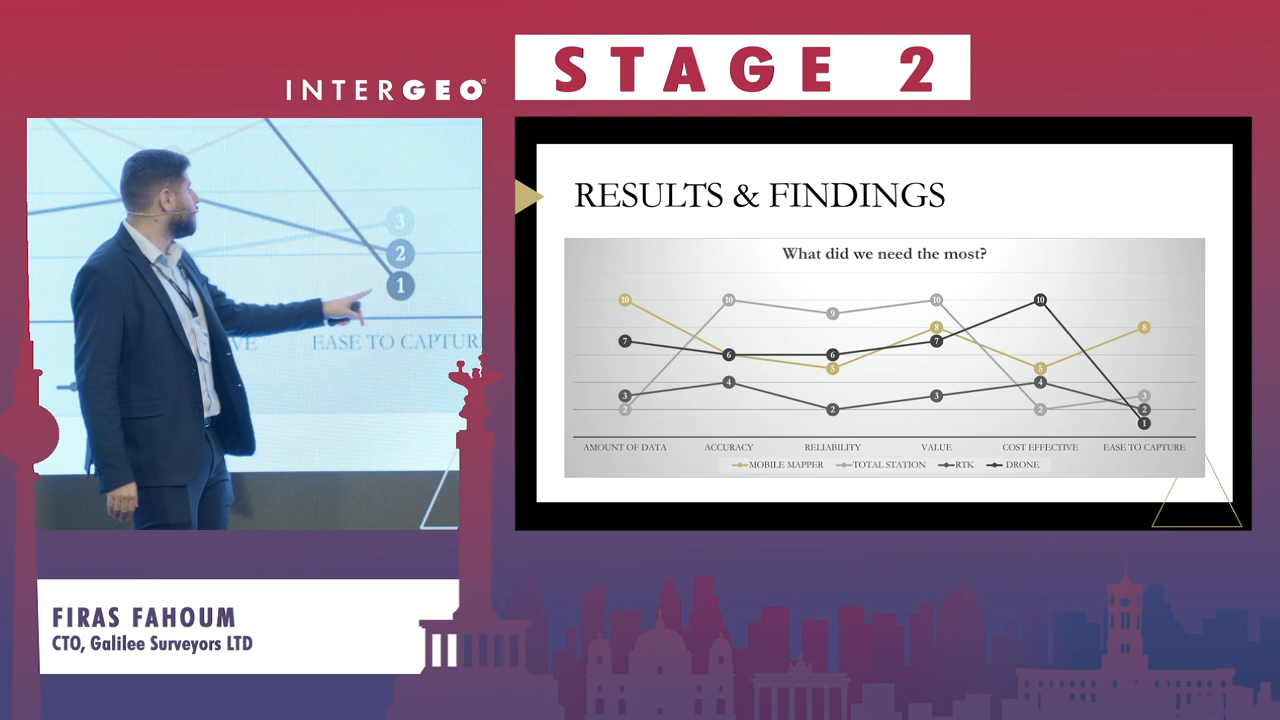 STAGE 2
INTERGEO®
3
2
1
VE
EASE TO CAPTUR
RESULTS & FINDINGS
What did we need the most?
10 10 9 10 10
8 8
7 6 6 7
5 5
3 4 2 3 4 3
2 2 2
1
AMOUNT OF DATA ACCURACY RELIABILITY VALUE COST EFFECTIVE EASE TO CAPTURE
MOBILE MAPPER TOTAL STATION RTK DRONE
FIRAS FAHOUM
CTO, Galilee Surveyors LTD